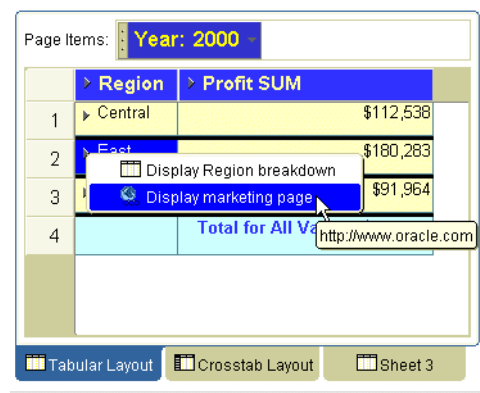 Page Items: Year: 2000
Region Profit SUM
1 Central $112,538
2 East $180,283
Display Region breakdown
3 $91,964
Display marketing page
4 Total for All
http://www.oracle.com
Tabular Layout Crosstab Layout Sheet 3